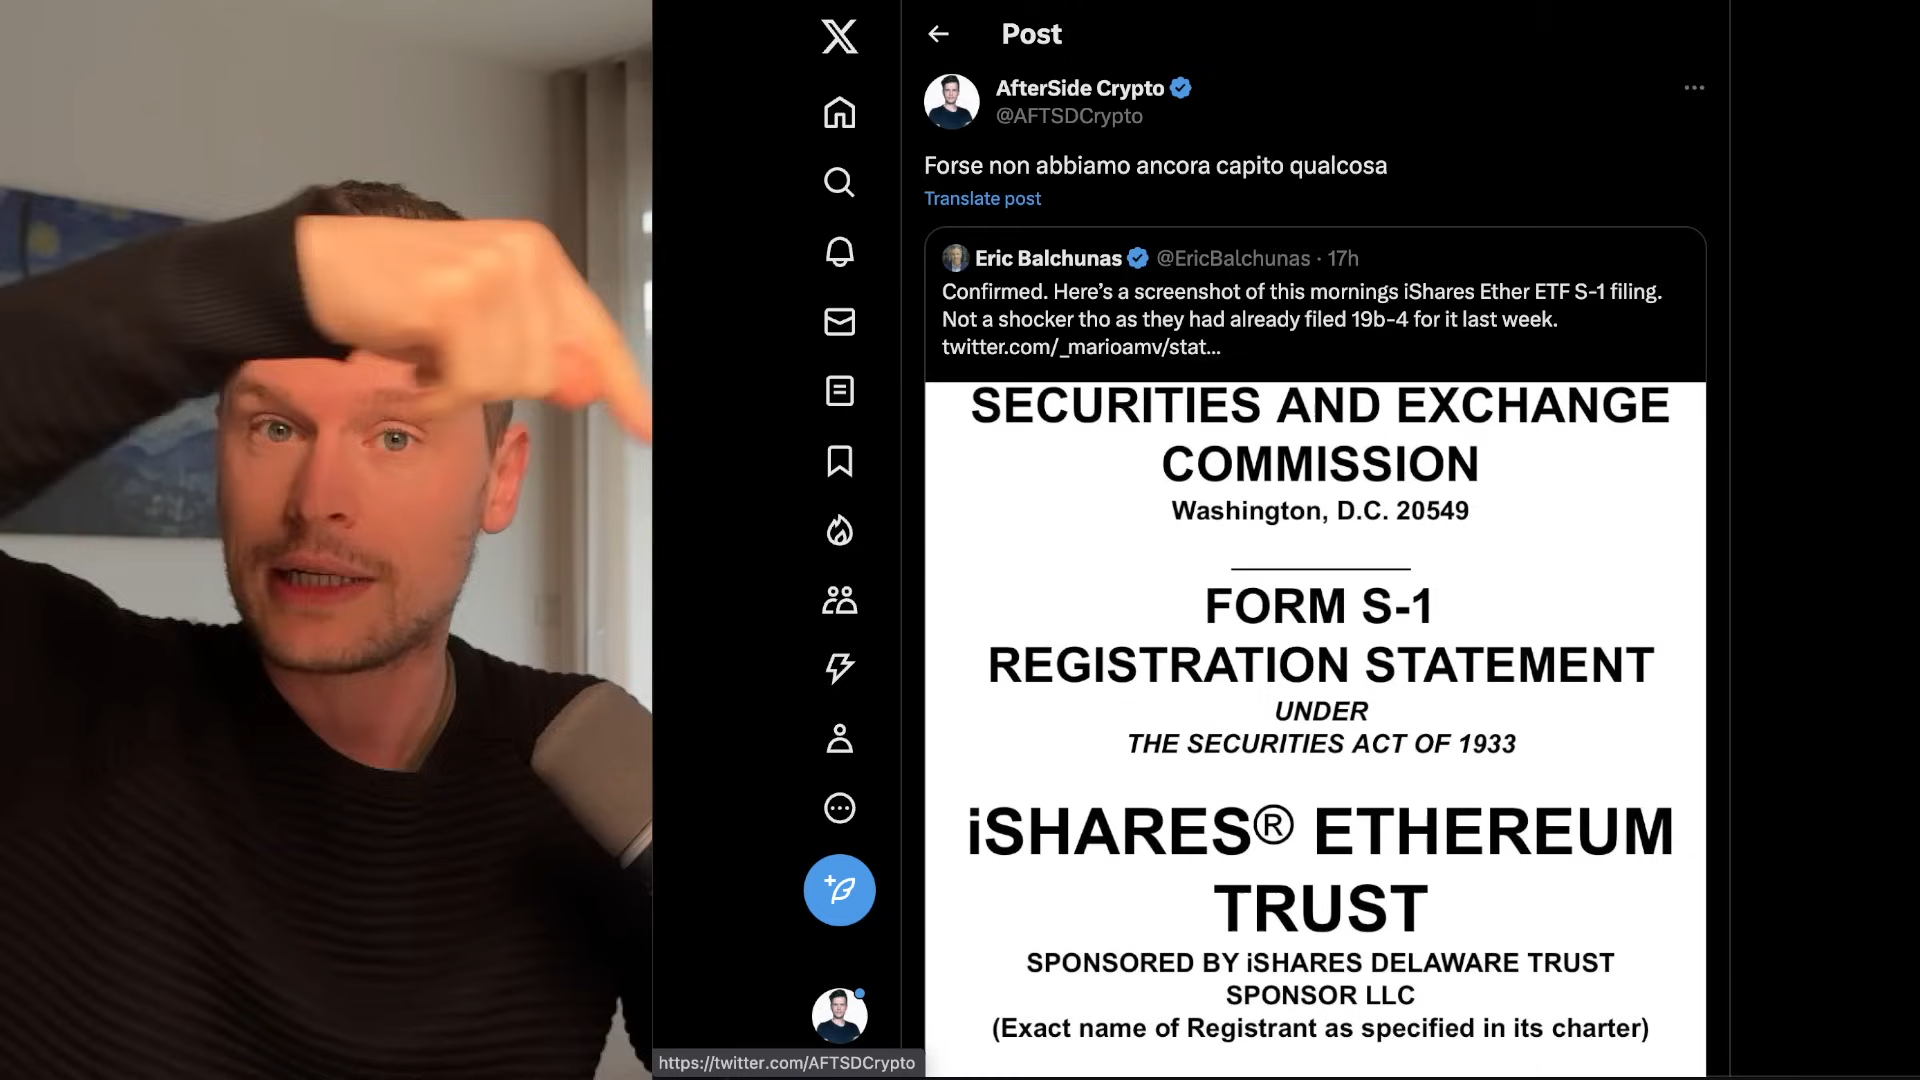 Post
AfterSide Crypto
@AFTSDCrypto
Forse non abbiamo ancora capito qualcosa
Translate post
Eric Balchunas @EricBalchunas · 17h
Confirmed. Here’s a screenshot of this mornings iShares Ether ETF S-1 filing.
Not a shocker tho as they had already filed 19b-4 for it last week.
twitter.com/_marioamv/stat…
SECURITIES AND EXCHANGE
COMMISSION
Washington, D.C. 20549
FORM S-1
REGISTRATION STATEMENT
UNDER
THE SECURITIES ACT OF 1933
iSHARES® ETHEREUM
TRUST
SPONSORED BY iSHARES DELAWARE TRUST
SPONSOR LLC
(Exact name of Registrant as specified in its charter)
https://twitter.com/AFTSDCrypto